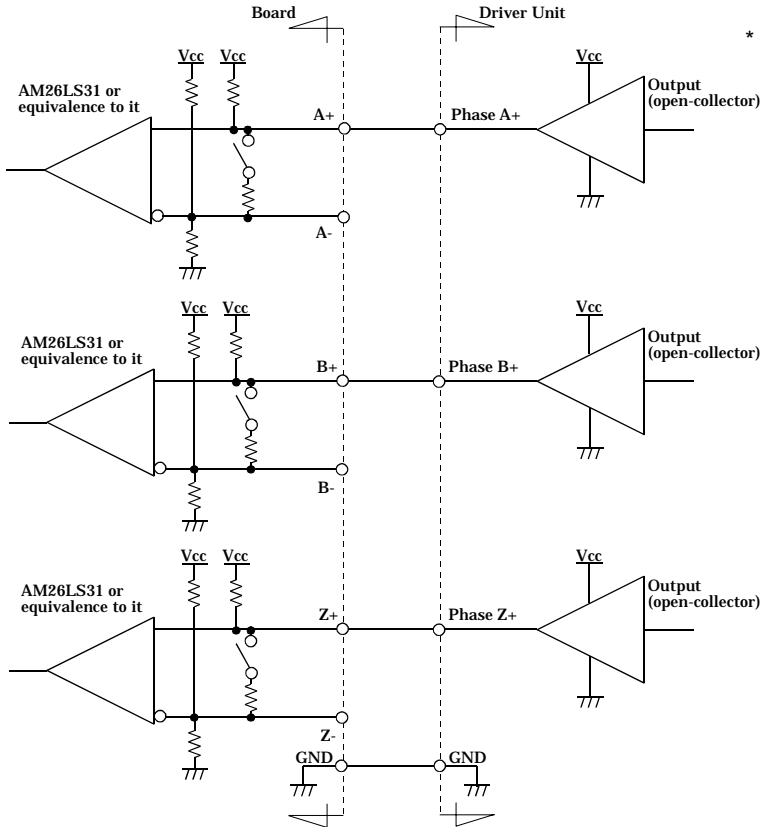 Board
Driver Unit
*
Vcc Vcc
Vcc
AM26LS31 or
equivalence to it
Output
(open-collector)
A+
Phase A+
A-
Vcc Vcc
Vcc
AM26LS31 or
equivalence to it
Output
(open-collector)
B+
Phase B+
B-
Vcc Vcc
Vcc
AM26LS31 or
equivalence to it
Output
(open-collector)
Z+
Phase Z+
Z-
GND
GND